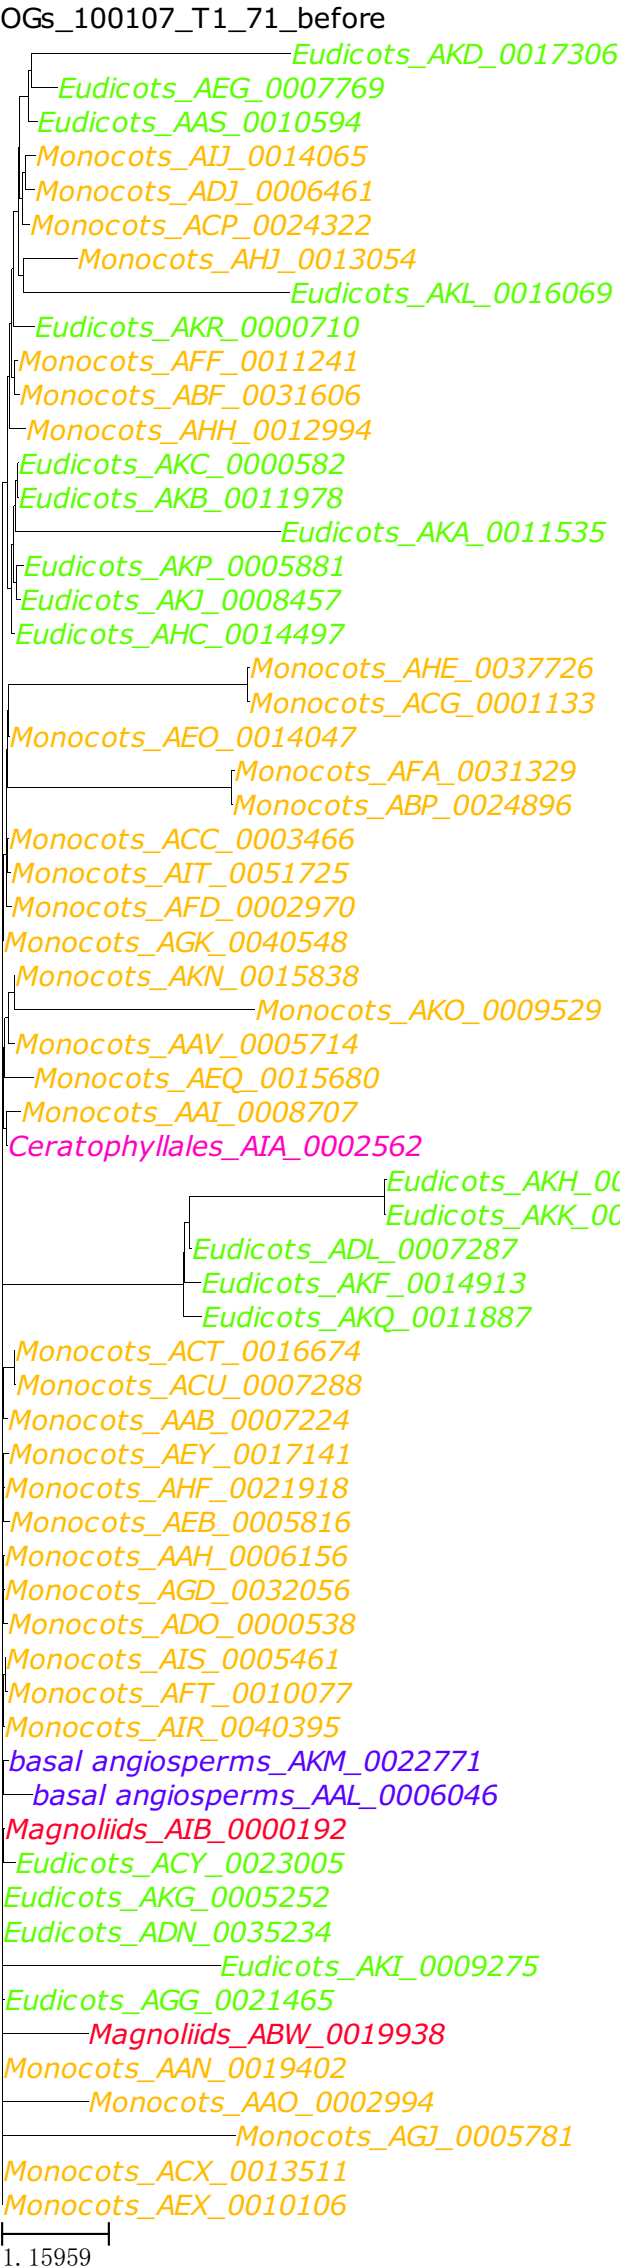 OGs_100107_T1_71_before
Eudicots_AKD_0017306
Eudicots_AEG_0007769
Eudicots_AAS_0010594
Monocots_AIJ_0014065
Monocots_ADJ_0006461
Monocots_ACP_0024322
Monocots_AHJ_0013054
Eudicots_AKL_0016069
Eudicots_AKR_0000710
Monocots_AFF_0011241
Monocots_ABF_0031606
Monocots_AHH_0012994
Eudicots_AKC_0000582
Eudicots_AKB_0011978
Eudicots_AKA_0011535
Eudicots_AKP_0005881
Eudicots_AKJ_0008457
Eudicots_AHC_0014497
Monocots_AHE_0037726
Monocots_ACG_0001133
Monocots_AEO_0014047
Monocots_AFA_0031329
Monocots_ABP_0024896
Monocots_ACC_0003466
Monocots_AIT_0051725
Monocots_AFD_0002970
Monocots_AGK_0040548
Monocots_AKN_0015838
Monocots_AKO_0009529
Monocots_AAV_0005714
Monocots_AEQ_0015680
Monocots_AAI_0008707
Ceratophyllales_AIA_0002562
Eudicots_AKH_00
Eudicots_AKK_00
Eudicots_ADL_0007287
Eudicots_AKF_0014913
Eudicots_AKQ_0011887
Monocots_ACT_0016674
Monocots_ACU_0007288
Monocots_AAB_0007224
Monocots_AEY_0017141
Monocots_AHF_0021918
Monocots_AEB_0005816
Monocots_AAH_0006156
Monocots_AGD_0032056
Monocots_ADO_0000538
Monocots_AIS_0005461
Monocots_AFT_0010077
Monocots_AIR_0040395
basal angiosperms_AKM_0022771
basal angiosperms_AAL_0006046
Magnoliids_AIB_0000192
Eudicots_ACY_0023005
Eudicots_AKG_0005252
Eudicots_ADN_0035234
Eudicots_AKI_0009275
Eudicots_AGG_0021465
Magnoliids_ABW_0019938
Monocots_AAN_0019402
Monocots_AAO_0002994
Monocots_AGJ_0005781
Monocots_ACX_0013511
Monocots_AEX_0010106
1.15959